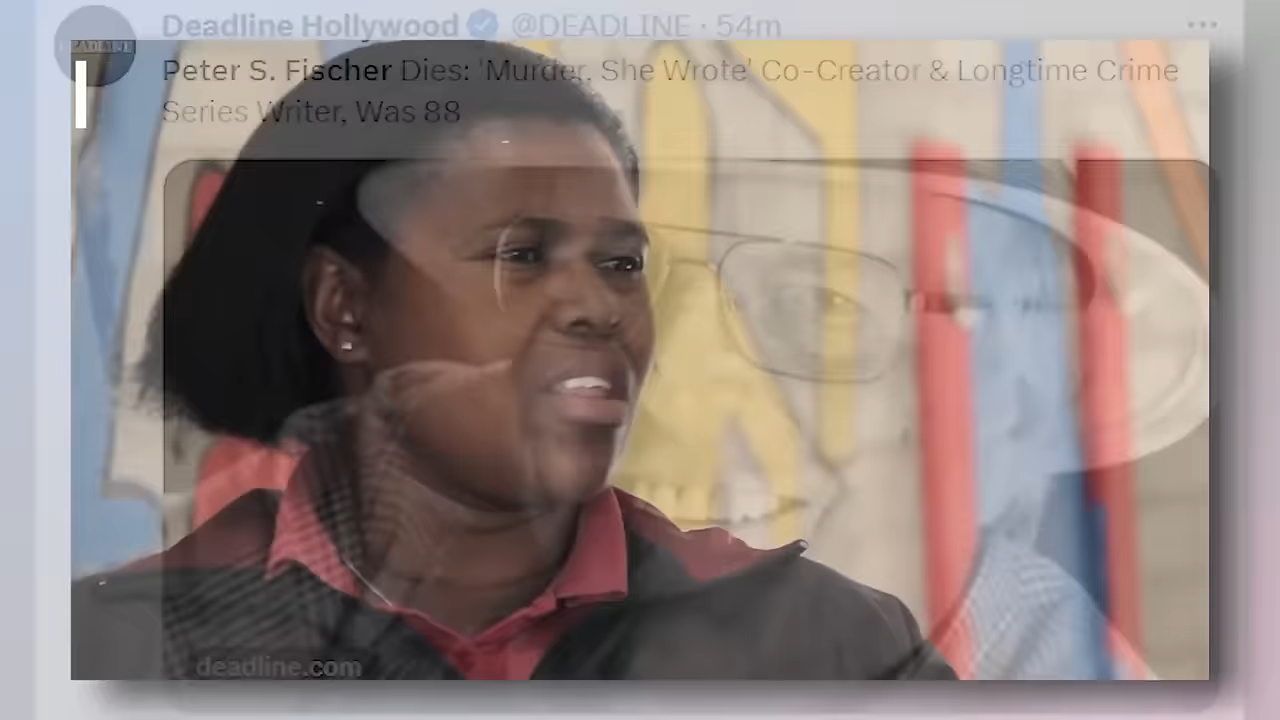 Deadline Hollywood @DEADLINE · 54m
DEADLINE
Peter S. Fischer Dies: 'Murder, She Wrote' Co-Creator & Longtime Crime
Series Writer, Was 88
deadline.com